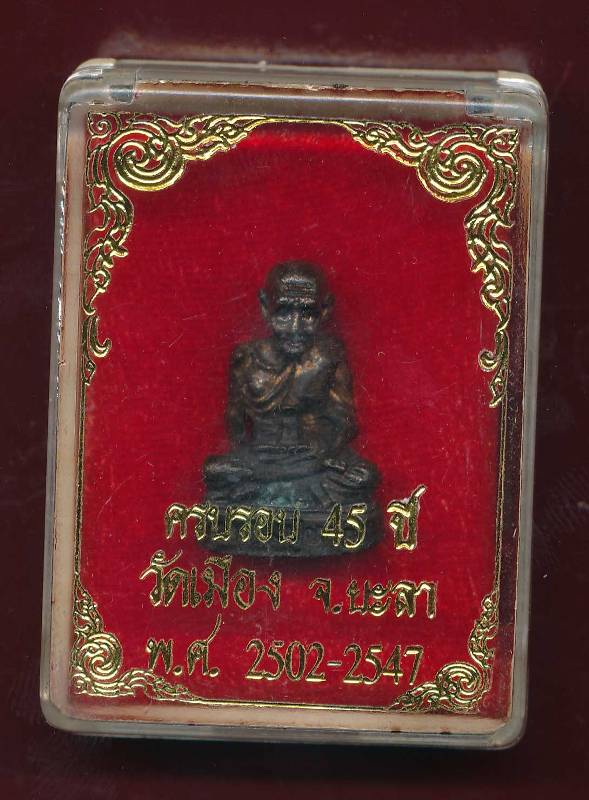 ครบรอบ 45 ปี
วัดเมือง จ.ยะลา
พ.ศ. 2502-2547